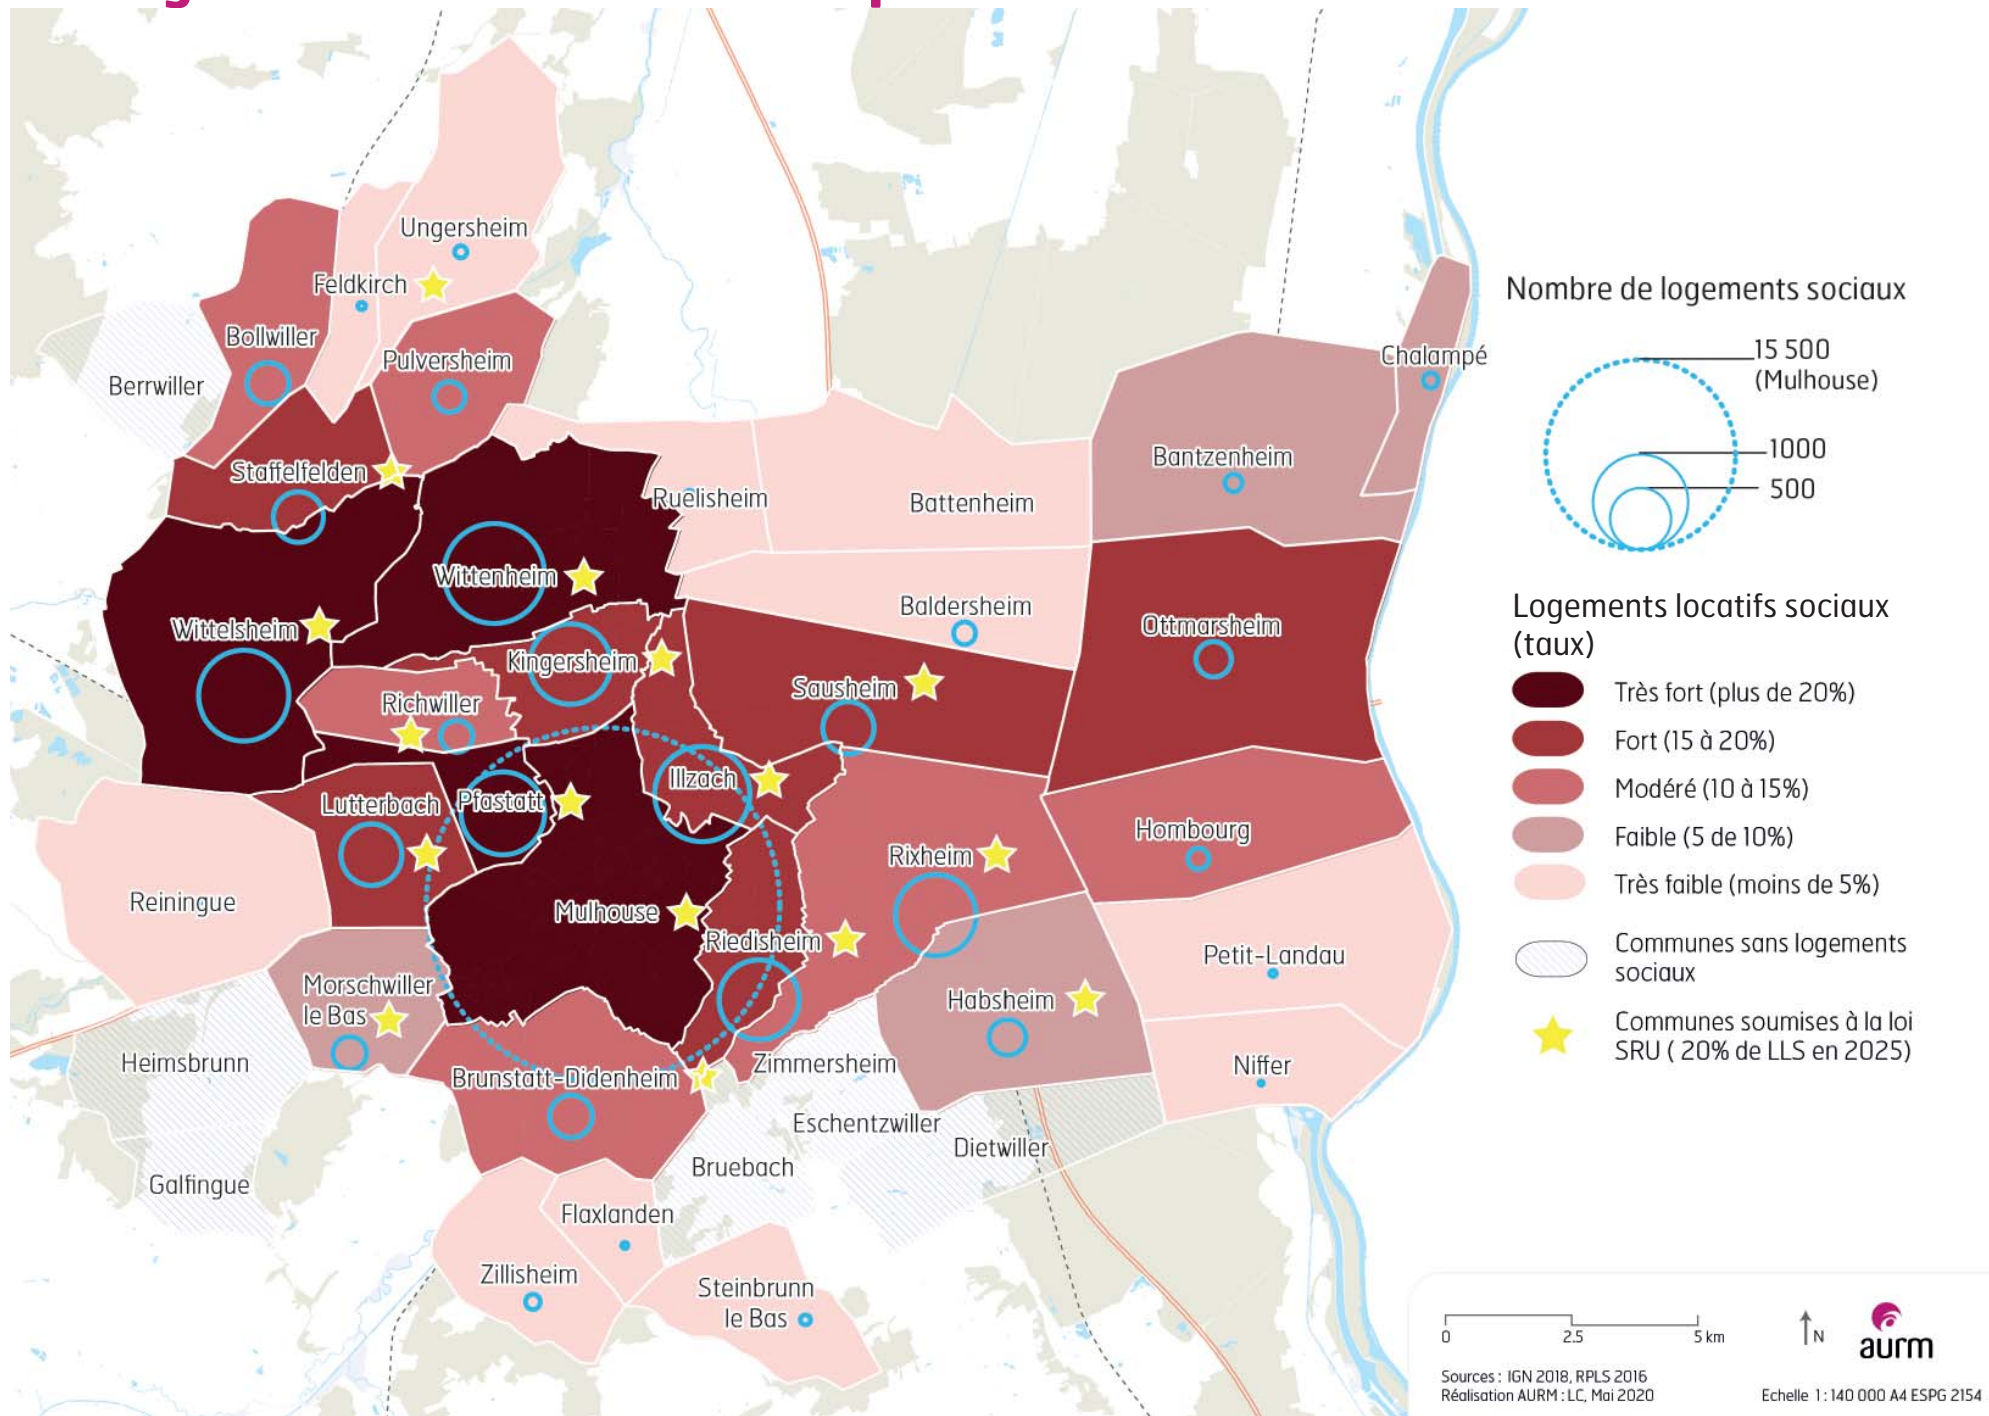 Ungersheim
Feldkirch
Bollwiller
Pulversheim
Berrwiller
Chalampé
Staffelfelden
Bantzenheim
Ruelisheim
Battenheim
Wittenheim
Baldersheim
Wittelsheim
Ottmarsheim
Kingersheim
Sausheim
Richwiller
Illzach
Lutterbach
Pfastatt
Hombourg
Rixheim
Reiningue
Mulhouse
Riedisheim
Petit-Landau
Morschwiller
le Bas
Habsheim
Heimsbrunn
Zimmersheim
Niffer
Brunstatt-Didenheim
Eschentzwiller
Dietwiller
Bruebach
Galfingue
Flaxlanden
Zillisheim
Steinbrunn
le Bas
Nombre de logements sociaux
15 500
(Mulhouse)
1000
500
Logements locatifs sociaux
(taux)
Très fort (plus de 20%)
Fort (15 à 20%)
Modéré (10 à 15%)
Faible (5 de 10%)
Très faible (moins de 5%)
Communes sans logements
sociaux
Communes soumises à la loi
SRU ( 20% de LLS en 2025)
0 2.5 5 km
N
aurm
Sources : IGN 2018, RPLS 2016
Réalisation AURM : LC, Mai 2020
Echelle 1 : 140 000 A4 ESPG 2154